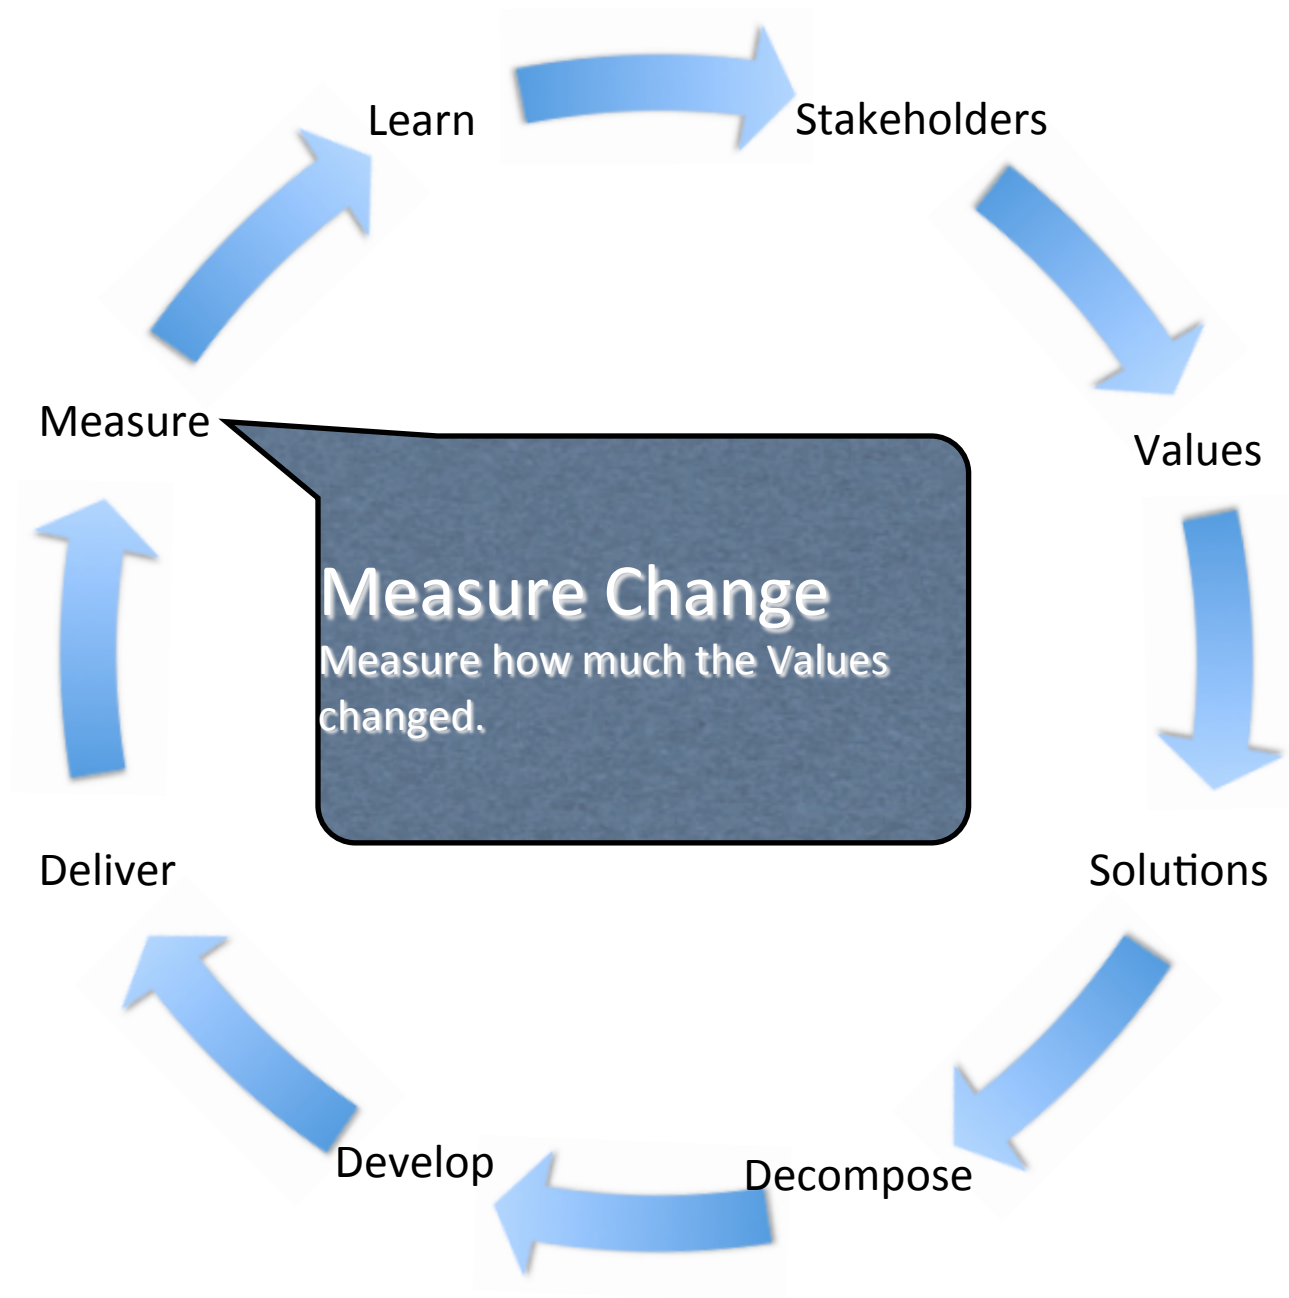 Learn
Stakeholders
Measure
Values
Measure Change
Measure how much the Values
changed.
Deliver
Solutions
Develop
Decompose